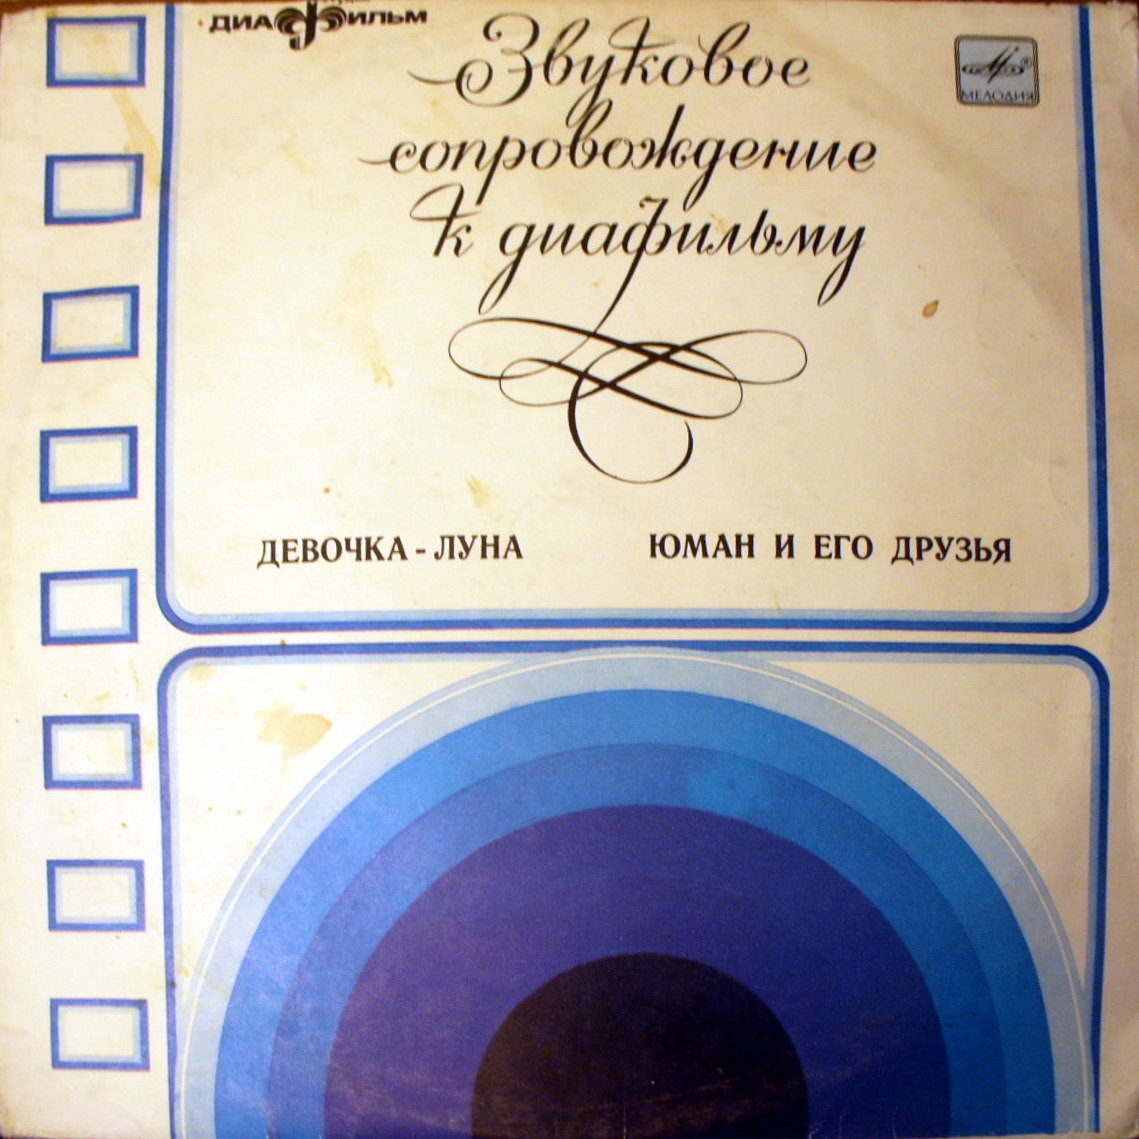 ДИАФИЛЬМ
Звуковое
сопровождение
к диафильму
МЕЛОДИЯ
ДЕВОЧКА - ЛУНА
ЮМАН И ЕГО ДРУЗЬЯ